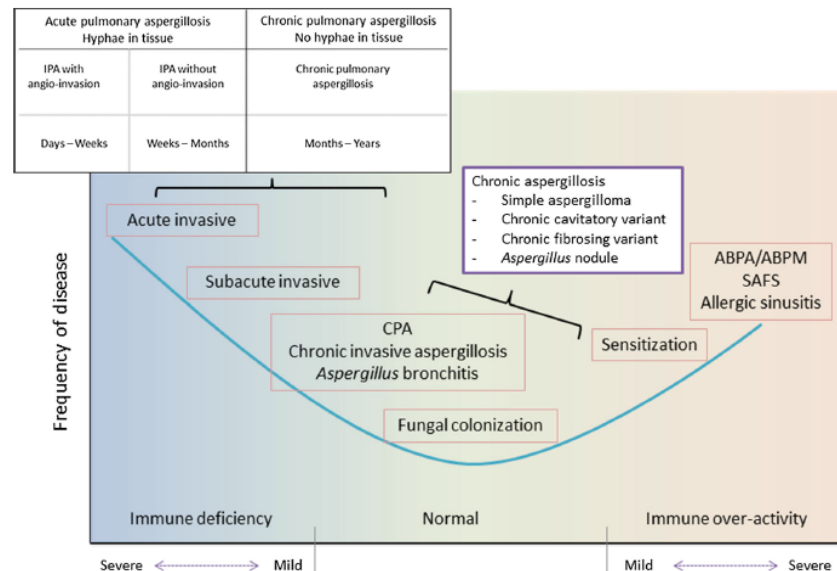 Acute pulmonary aspergillosis
Hyphae in tissue
Chronic pulmonary aspergillosis
No hyphae in tissue
IPA with
angio-invasion
IPA without
angio-invasion
Chronic pulmonary
aspergillosis
Days – Weeks
Weeks – Months
Months – Years
Chronic aspergillosis
- Simple aspergilloma
- Chronic cavitatory variant
- Chronic fibrosing variant
- Aspergillus nodule
Acute invasive
Subacute invasive
CPA
Chronic invasive aspergillosis
Aspergillus bronchitis
Fungal colonization
Sensitization
ABPA/ABPM
SAFS
Allergic sinusitis
Frequency of disease
Immune deficiency
Normal
Immune over-activity
Severe
Mild
Mild
Severe